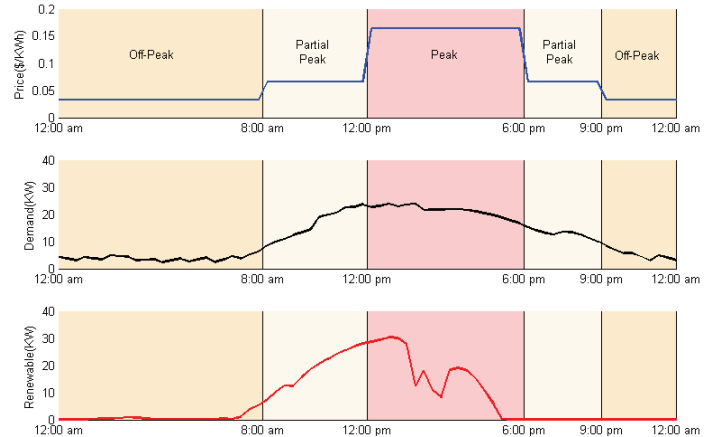 0.2
0.15
0.1
0.05
0
Price($/KWh)
Off-Peak
Partial
Peak
Peak
Partial
Peak
Off-Peak
12:00 am 8:00 am 12:00 pm 6:00 pm 9:00 pm 12:00 am
40
30
20
10
0
Demand(KW)
12:00 am 8:00 am 12:00 pm 6:00 pm 9:00 pm 12:00 am
40
30
20
10
0
Renewable(KW)
12:00 am 8:00 am 12:00 pm 6:00 pm 9:00 pm 12:00 am